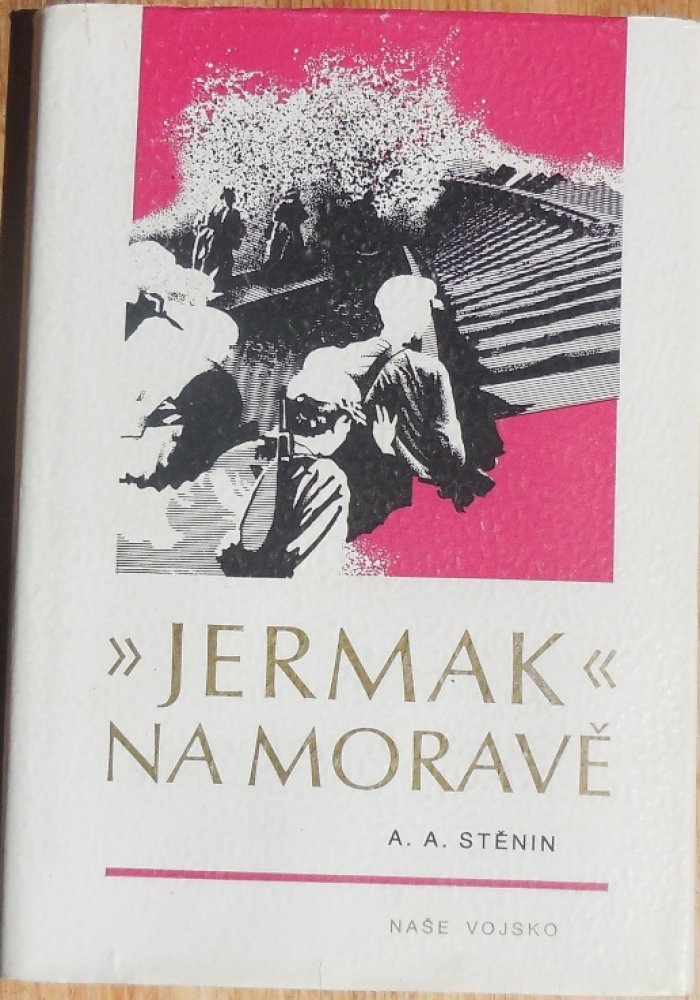 »JERMAK«
NA MORAVĚ
A. A. STĚNIN
NAŠE VOJSKO